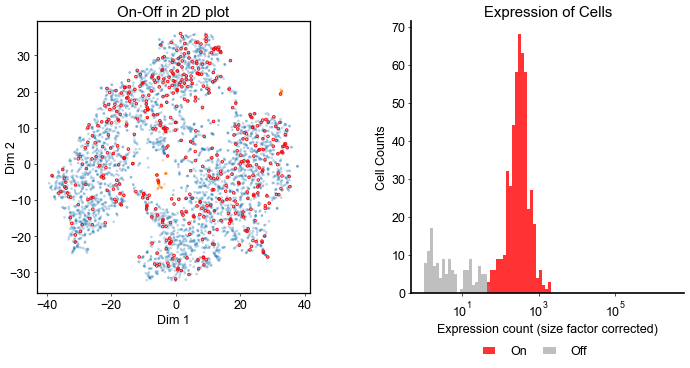 On-Off in 2D plot
Dim 2
30
20
10
0
−10
−20
−30
−40
−20
0
20
40
Dim 1
Expression of Cells
Cell Counts
70
60
50
40
30
20
10
0
10¹
10³
10⁵
Expression count (size factor corrected)
On
Off